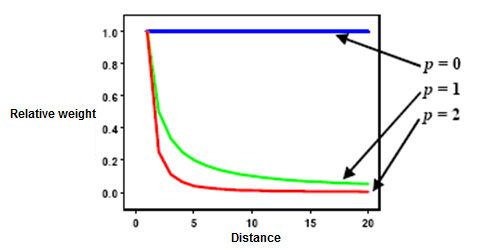 1.0
0.8
0.6
0.4
0.2
0.0
Relative weight
0 5 10 15 20
Distance
p = 0
p = 1
p = 2